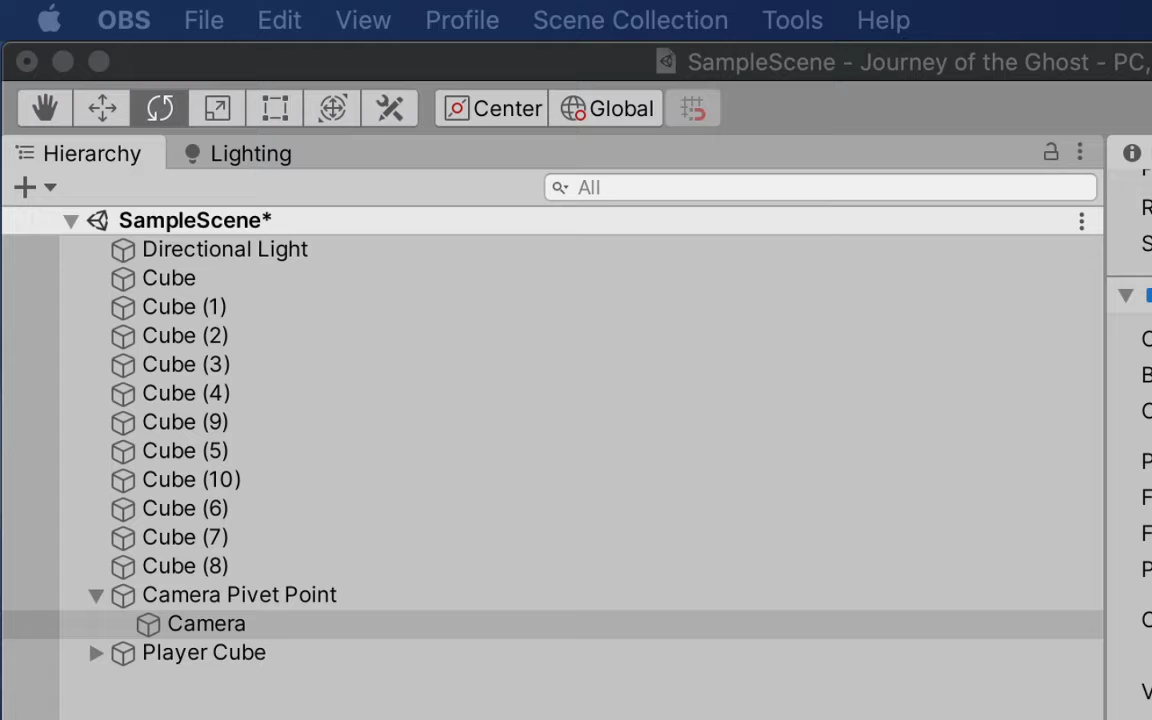 OBS File Edit View Profile Scene Collection Tools Help
SampleScene - Journey of the Ghost - PC,
Center Global
Hierarchy Lighting
All
SampleScene*
Directional Light
Cube
Cube (1)
Cube (2)
Cube (3)
Cube (4)
Cube (9)
Cube (5)
Cube (10)
Cube (6)
Cube (7)
Cube (8)
Camera Pivet Point
Camera
Player Cube